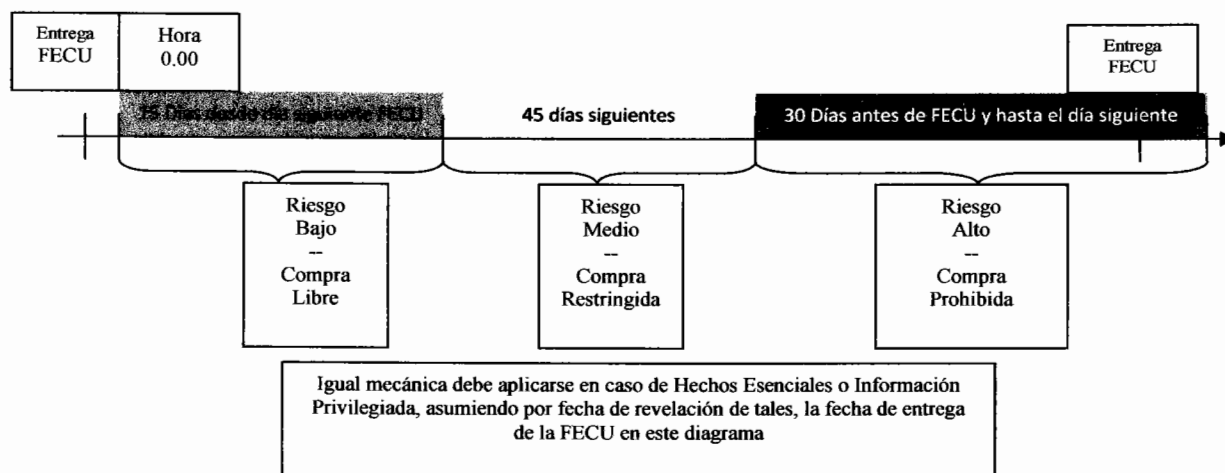 Entrega
FECU
Hora
0.00
Entrega
FECU
15 Días desde día siguiente FECU
45 días siguientes
30 Días antes de FECU y hasta el día siguiente
Riesgo
Bajo
--
Compra
Libre
Riesgo
Medio
--
Compra
Restringida
Riesgo
Alto
--
Compra
Prohibida
Igual mecánica debe aplicarse en caso de Hechos Esenciales o Información
Privilegiada, asumiendo por fecha de revelación de tales, la fecha de entrega
de la FECU en este diagrama